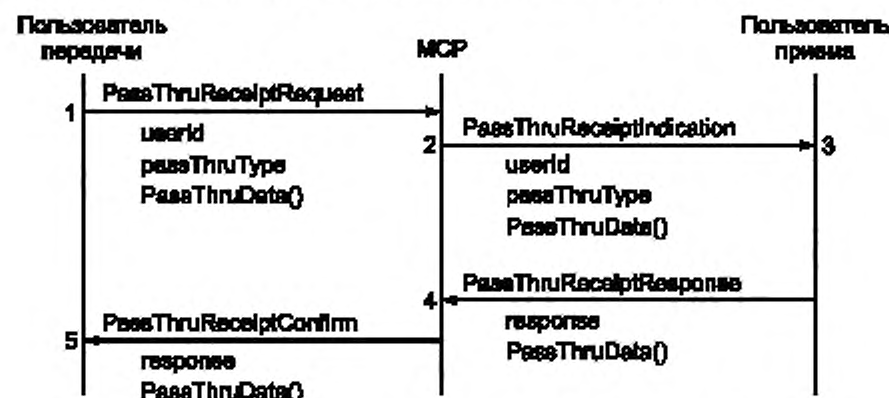 Пользователь
передачи
MCP
Пользователь
приема
PassThruReceiptRequest
1
userId
passThruType
PassThruData()
PassThruReceiptIndication
2
3
userId
passThruType
PassThruData()
PassThruReceiptResponse
4
response
PassThruData()
PassThruReceiptConfirm
5
response
PassThruData()